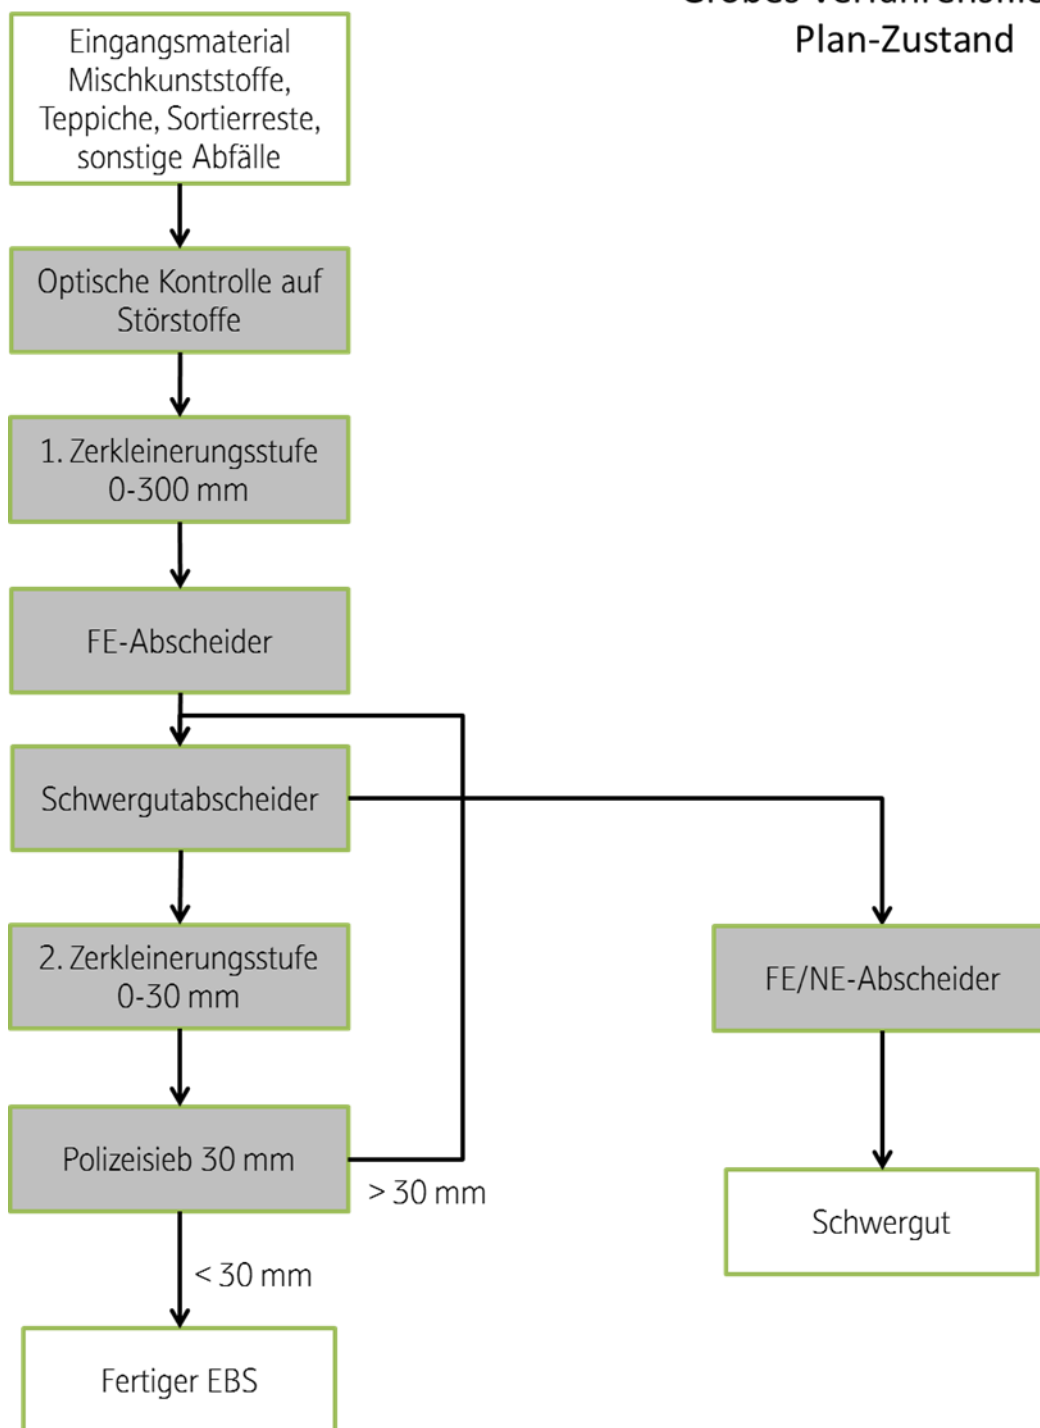 Plan-Zustand
Eingangsmaterial
Mischkunststoffe,
Teppiche, Sortierreste,
sonstige Abfälle
Optische Kontrolle auf
Störstoffe
1. Zerkleinerungsstufe
0-300 mm
FE-Abscheider
Schwergutabscheider
2. Zerkleinerungsstufe
0-30 mm
FE/NE-Abscheider
Polizeisieb 30 mm
> 30 mm
Schwergut
< 30 mm
Fertiger EBS